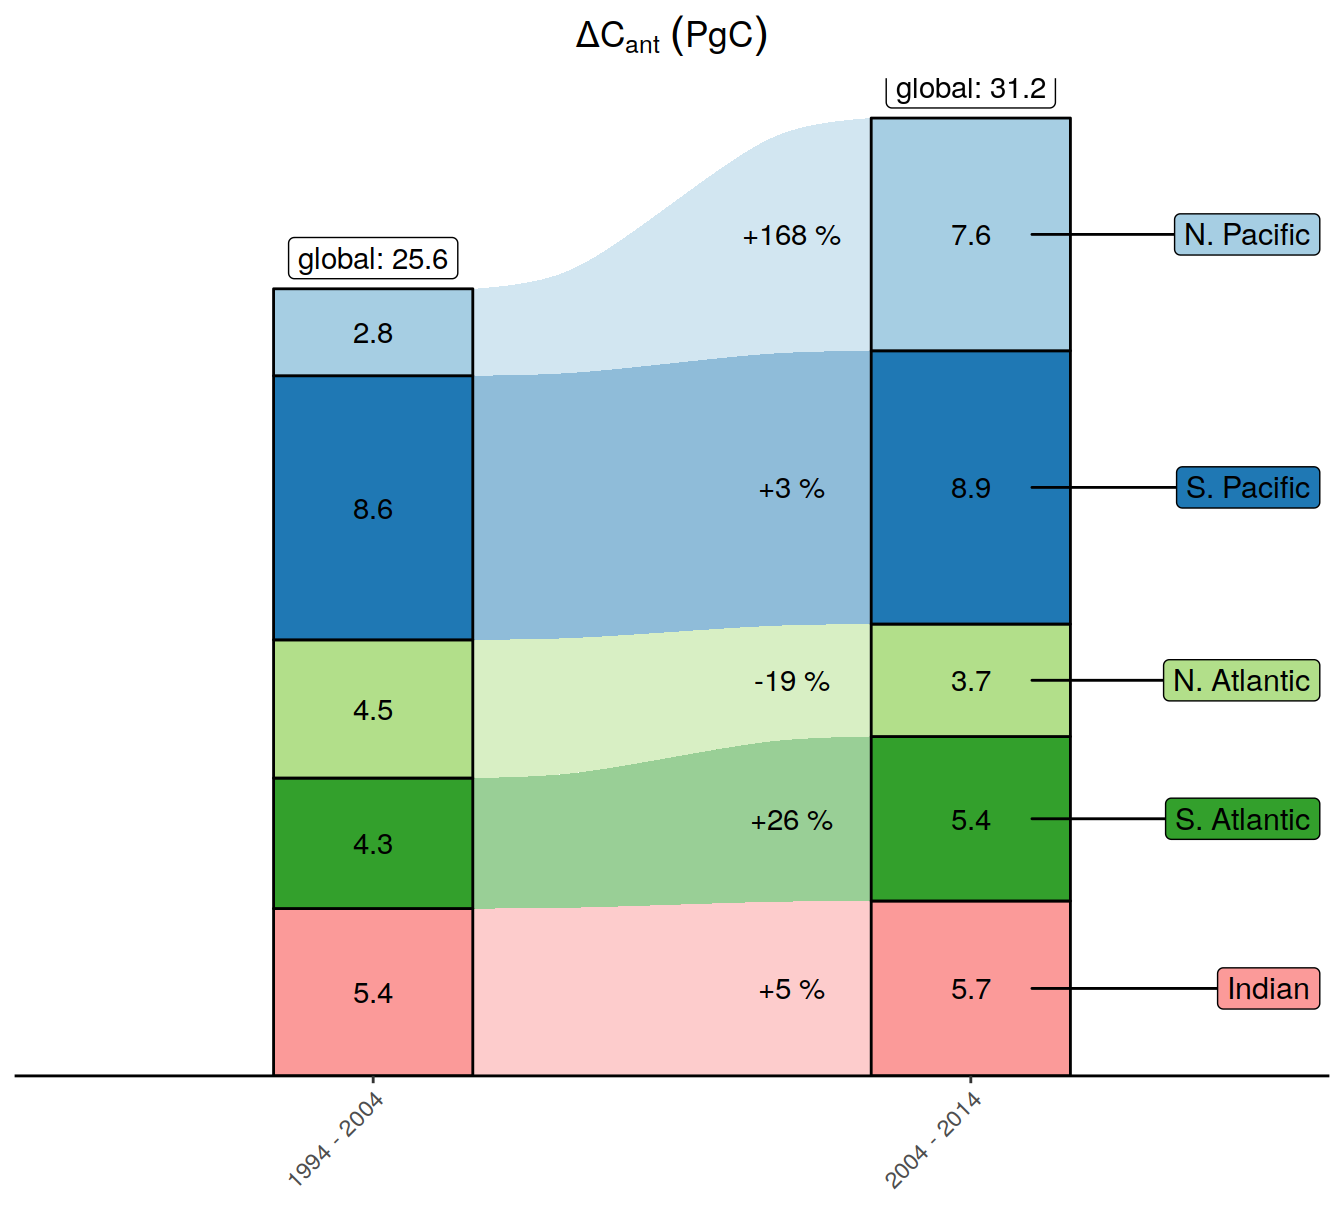 ΔCant (PgC)
global: 31.2
global: 25.6
+168 %
7.6
N. Pacific
2.8
8.6
+3 %
8.9
S. Pacific
4.5
-19 %
3.7
N. Atlantic
4.3
+26 %
5.4
S. Atlantic
5.4
+5 %
5.7
Indian
1994 - 2004
2004 - 2014